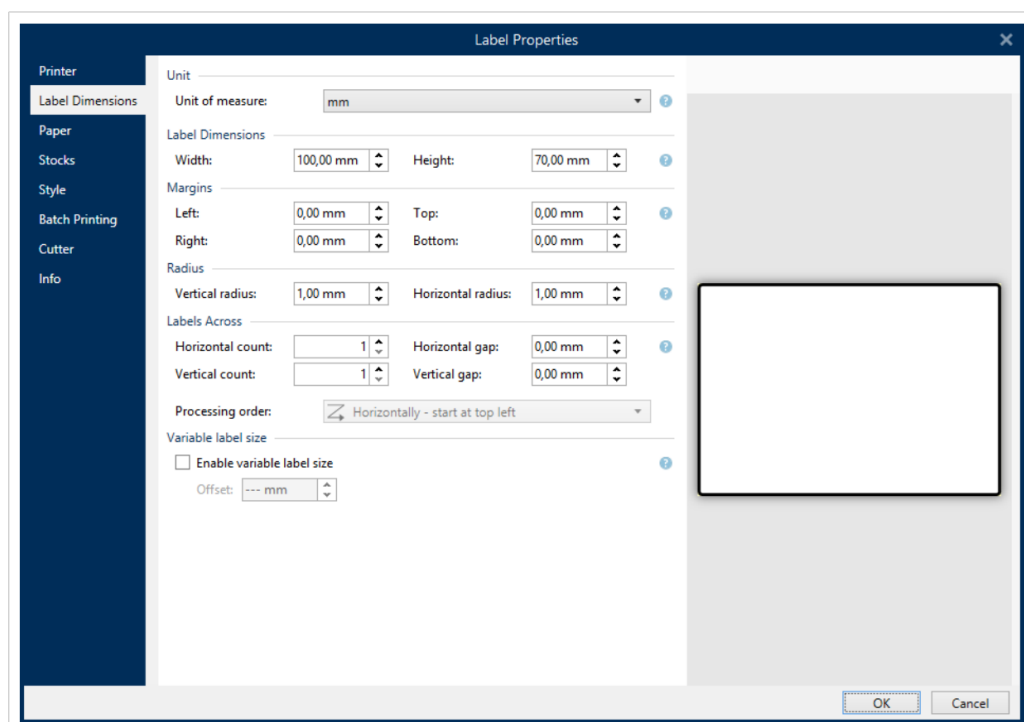 Label Properties
Printer
Label Dimensions
Paper
Stocks
Style
Batch Printing
Cutter
Info
Unit
Unit of measure: mm
Label Dimensions
Width: 100,00 mm Height: 70,00 mm
Margins
Left: 0,00 mm Top: 0,00 mm
Right: 0,00 mm Bottom: 0,00 mm
Radius
Vertical radius: 1,00 mm Horizontal radius: 1,00 mm
Labels Across
Horizontal count: 1 Horizontal gap: 0,00 mm
Vertical count: 1 Vertical gap: 0,00 mm
Processing order: Horizontally - start at top left
Variable label size
Enable variable label size
Offset: --- mm
OK Cancel